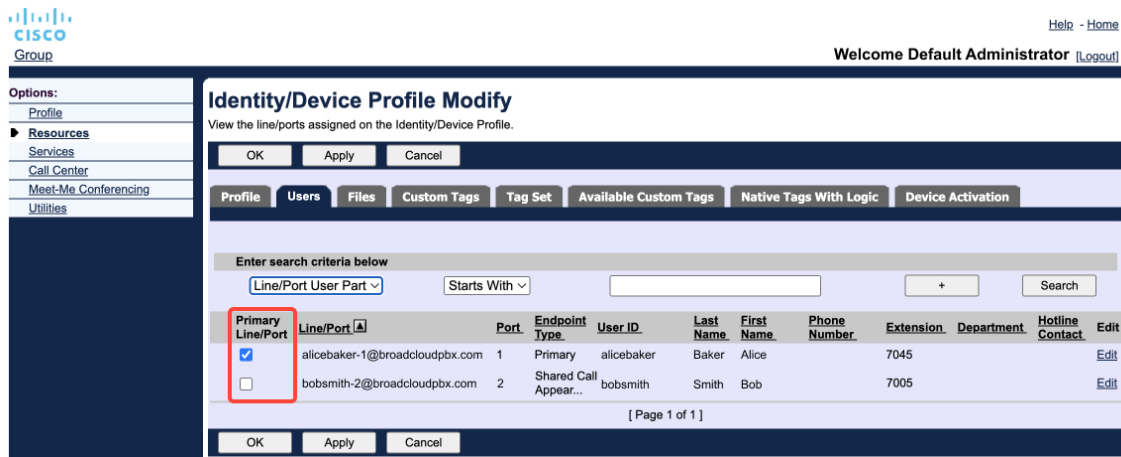 CISCO
Help - Home
Group
Welcome Default Administrator [Logout]
Options:
Profile
Resources
Services
Call Center
Meet-Me Conferencing
Utilities
Identity/Device Profile Modify
View the line/ports assigned on the Identity/Device Profile.
OK Apply Cancel
Profile Users Files Custom Tags Tag Set Available Custom Tags Native Tags With Logic Device Activation
Enter search criteria below
Line/Port User Part Starts With + Search
Primary Line/Port Line/Port Port Endpoint Type User ID Last Name First Name Phone Number Extension Department Hotline Contact Edit
alicebaker-1@broadcloudpbx.com 1 Primary alicebaker Baker Alice 7045 Edit
bobsmith-2@broadcloudpbx.com 2 Shared Call Appear... bobsmith Smith Bob 7005 Edit
[ Page 1 of 1 ]
OK Apply Cancel